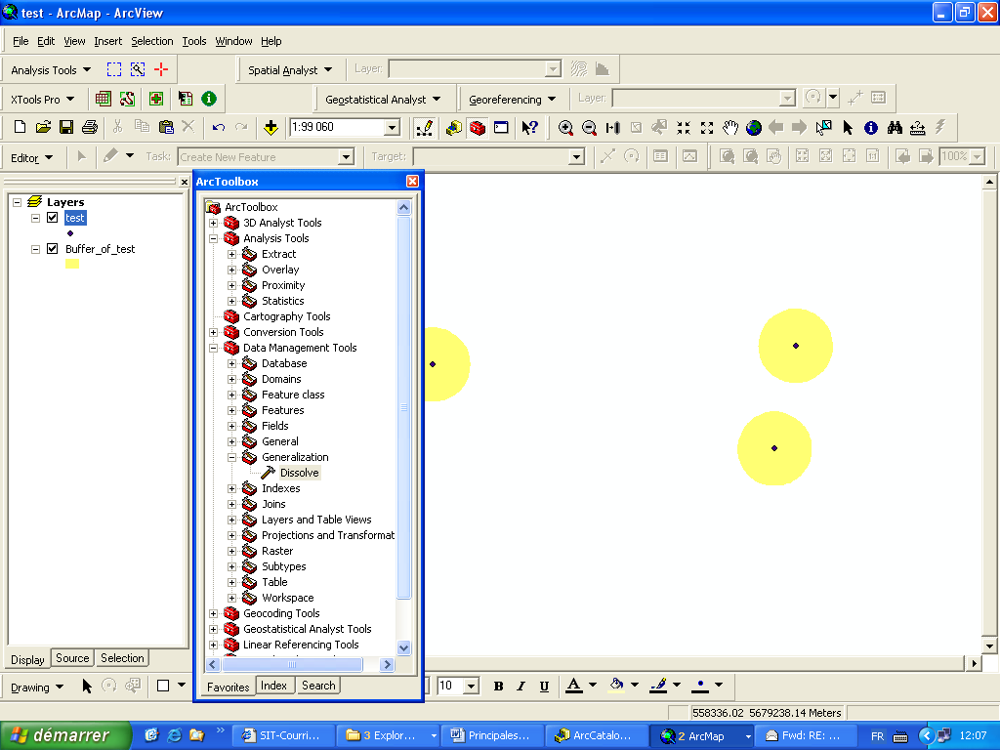 test - ArcMap - ArcView
File Edit View Insert Selection Tools Window Help
Analysis Tools Spatial Analyst Layer:
XTools Pro Geostatistical Analyst Georeferencing Layer:
1:99 060
Editor Task: Create New Feature Target: 100%
Layers
test
Buffer_of_test
ArcToolbox
ArcToolbox
3D Analyst Tools
Analysis Tools
Extract
Overlay
Proximity
Statistics
Cartography Tools
Conversion Tools
Data Management Tools
Database
Domains
Feature class
Features
Fields
General
Generalization
Dissolve
Indexes
Joins
Layers and Table Views
Projections and Transformat
Raster
Subtypes
Table
Workspace
Geocoding Tools
Geostatistical Analyst Tools
Linear Referencing Tools
Favorites Index Search
Display Source Selection
Drawing 10 B I U A
558336.02 5679238.14 Meters
démarrer SIT-Courri... 3 Explor... Principales... ArcCatalo... 2 ArcMap Fwd: RE: ... FR 12:07